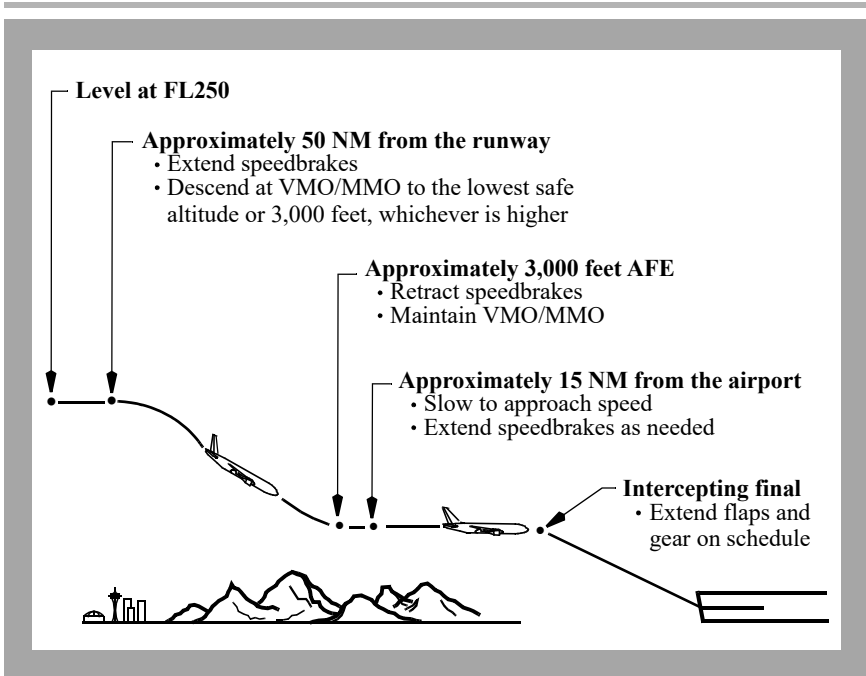 Level at FL250
Approximately 50 NM from the runway
• Extend speedbrakes
• Descend at VMO/MMO to the lowest safe
altitude or 3,000 feet, whichever is higher
Approximately 3,000 feet AFE
• Retract speedbrakes
• Maintain VMO/MMO
Approximately 15 NM from the airport
• Slow to approach speed
• Extend speedbrakes as needed
Intercepting final
• Extend flaps and
gear on schedule